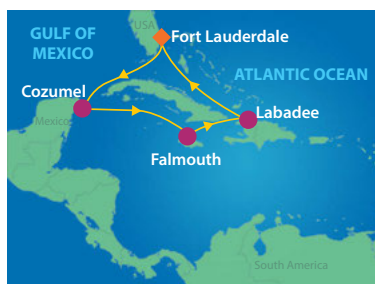 USA
GULF OF
MEXICO
Fort Lauderdale
ATLANTIC OCEAN
Cozumel
Mexico
Labadee
Falmouth
South America